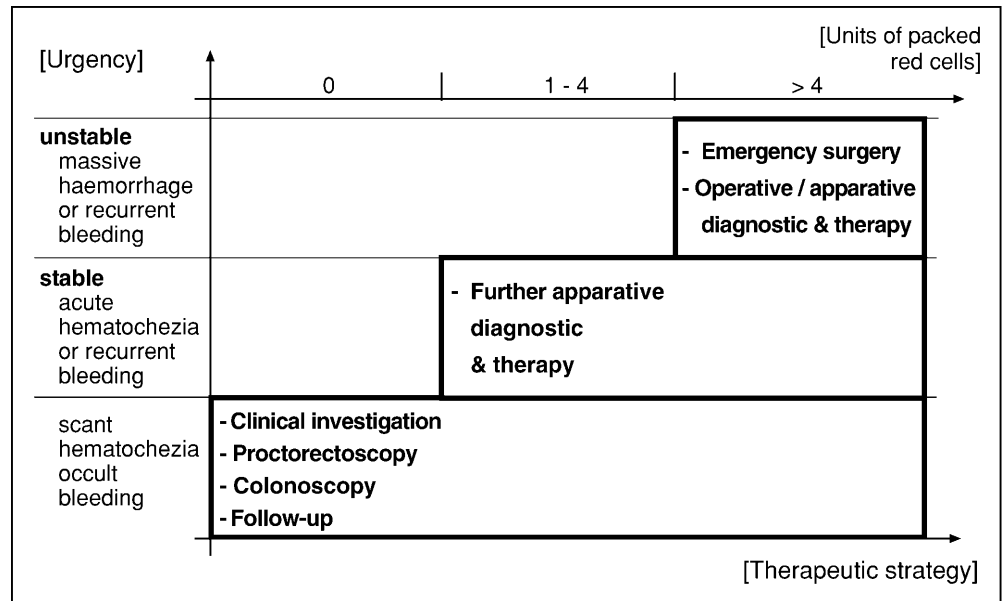 [Urgency]
[Units of packed
red cells]
0
1 - 4
> 4
unstable
massive
haemorrhage
or recurrent
bleeding
- Emergency surgery
- Operative / apparative
diagnostic & therapy
stable
acute
hematochezia
or recurrent
bleeding
- Further apparative
diagnostic
& therapy
scant
hematochezia
occult
bleeding
- Clinical investigation
- Proctorectoscopy
- Colonoscopy
- Follow-up
[Therapeutic strategy]